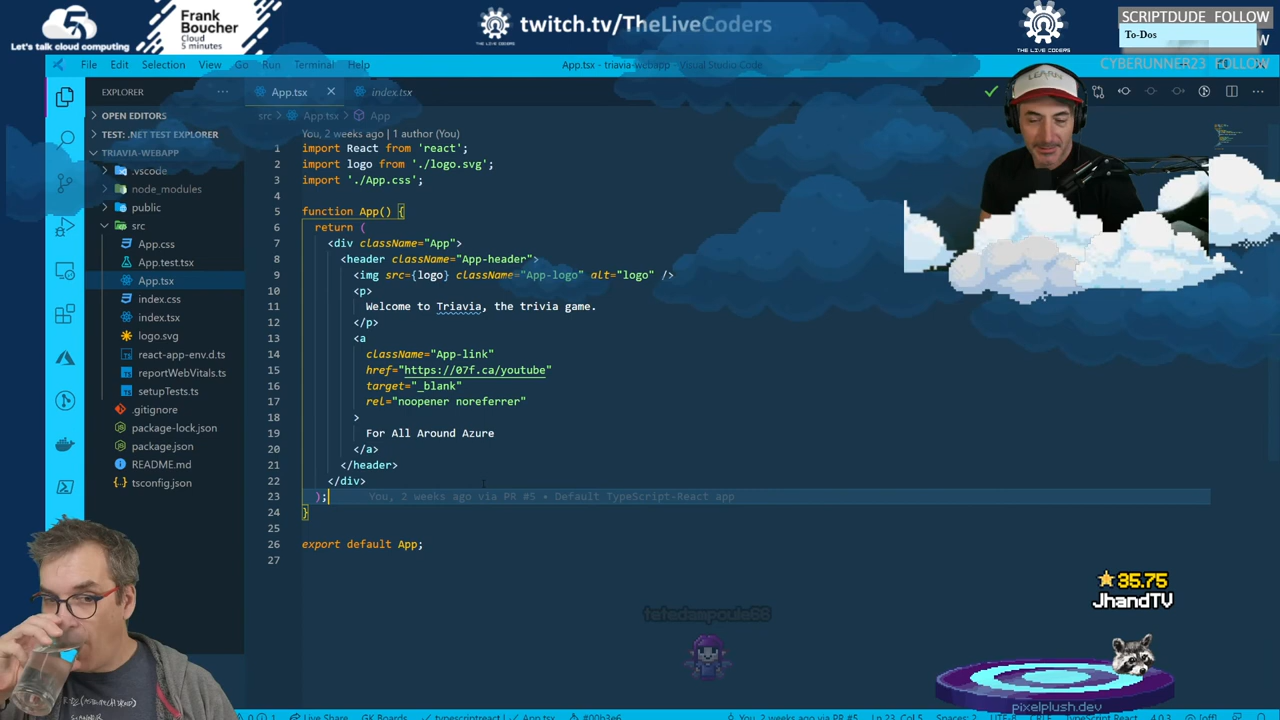 Let's talk cloud computing
Frank
Boucher
Cloud
5 minutes
twitch.tv/TheLiveCoders
THE LIVE CODERS
SCRIPTDUDE FOLLOW
To-Dos
CYBERRUNNER23 FOLLOW
File Edit Selection View Go Run Terminal Help
App.tsx - triavia-webapp - Visual Studio Code
EXPLORER
App.tsx
index.tsx
OPEN EDITORS
TEST: .NET TEST EXPLORER
TRIAVIA-WEBAPP
.vscode
node_modules
public
src
App.css
App.test.tsx
App.tsx
index.css
index.tsx
logo.svg
react-app-env.d.ts
reportWebVitals.ts
setupTests.ts
.gitignore
package-lock.json
package.json
README.md
tsconfig.json
src App.tsx App
You, 2 weeks ago | 1 author (You)
1 import React from 'react';
2 import logo from './logo.svg';
3 import './App.css';
4
5 function App() {
6 return (
7 <div className="App">
8 <header className="App-header">
9 <img src={logo} className="App-logo" alt="logo" />
10 <p>
11 Welcome to Triavia, the trivia game.
12 </p>
13 <a
14 className="App-link"
15 href="https://07f.ca/youtube"
16 target="_blank"
17 rel="noopener noreferrer"
18 >
19 For All Around Azure
20 </a>
21 </header>
22 </div>
23 ); You, 2 weeks ago via PR #5 • Default TypeScript-React app
24 }
25
26 export default App;
27
LEARN
35.75
JhandTV
tetedampoule68
pixelplush.dev
Live Share GK Boards typescriptreact App.tsx #00b3e6 You, 2 weeks ago via PR #5 Ln 23, Col 5 Spaces: 2 UTF-8 CRLF TypeScript React 4.0.3 [off]